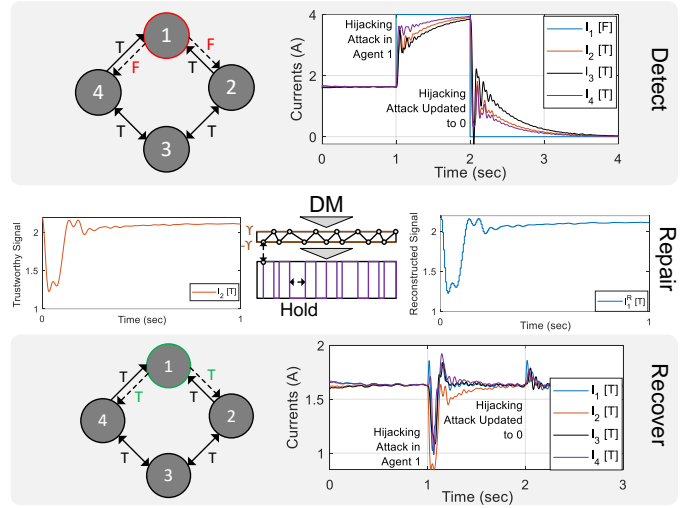 1
T
F
F
T
4
2
T
T
3
Currents (A)
4
2
0
Hijacking
Attack in
Agent 1
Hijacking
Attack Updated
to 0
I1 [F]
I2 [T]
I3 [T]
I4 [T]
0
1
2
3
4
Time (sec)
Detect
Trustworthy Signal
2
1.5
1
I2 [T]
0
1
Time (sec)
DM
ϒ
-ϒ
Hold
Reconstructed Signal
2
1.5
1
I1R [T]
0
1
Time (sec)
Repair
1
T
T
T
T
4
2
T
T
3
Currents (A)
2
1.5
1
Hijacking
Attack in
Agent 1
Hijacking
Attack Updated
to 0
I1 [T]
I2 [T]
I3 [T]
I4 [T]
0
1
2
3
Time (sec)
Recover